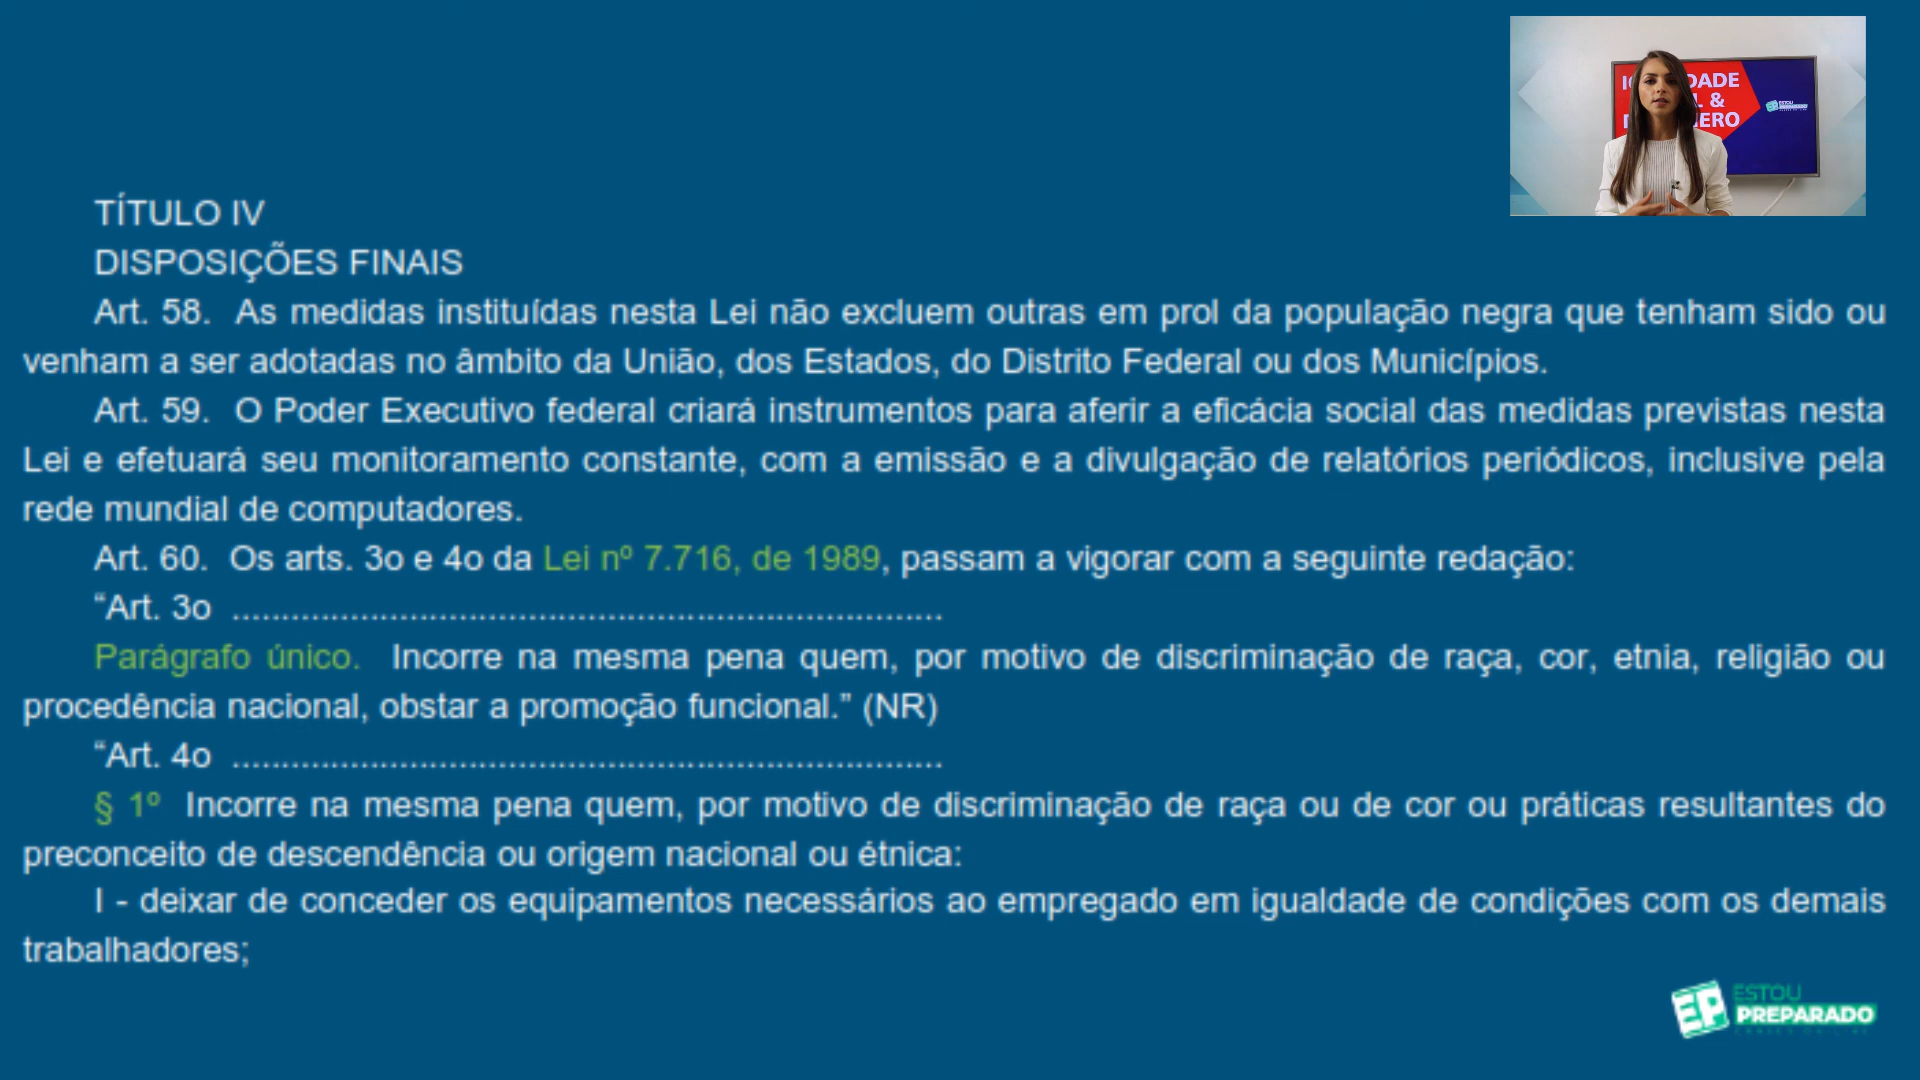 DADE
&
ERO
ESTOU
PREPARADO
TÍTULO IV
DISPOSIÇÕES FINAIS
Art. 58. As medidas instituídas nesta Lei não excluem outras em prol da população negra que tenham sido ou
venham a ser adotadas no âmbito da União, dos Estados, do Distrito Federal ou dos Municípios.
Art. 59. O Poder Executivo federal criará instrumentos para aferir a eficácia social das medidas previstas nesta
Lei e efetuará seu monitoramento constante, com a emissão e a divulgação de relatórios periódicos, inclusive pela
rede mundial de computadores.
Art. 60. Os arts. 3o e 4o da Lei nº 7.716, de 1989, passam a vigorar com a seguinte redação:
“Art. 3o ........................................................................
Parágrafo único. Incorre na mesma pena quem, por motivo de discriminação de raça, cor, etnia, religião ou
procedência nacional, obstar a promoção funcional.” (NR)
“Art. 4o ........................................................................
§ 1º Incorre na mesma pena quem, por motivo de discriminação de raça ou de cor ou práticas resultantes do
preconceito de descendência ou origem nacional ou étnica:
I - deixar de conceder os equipamentos necessários ao empregado em igualdade de condições com os demais
trabalhadores;
EP ESTOU
PREPARADO